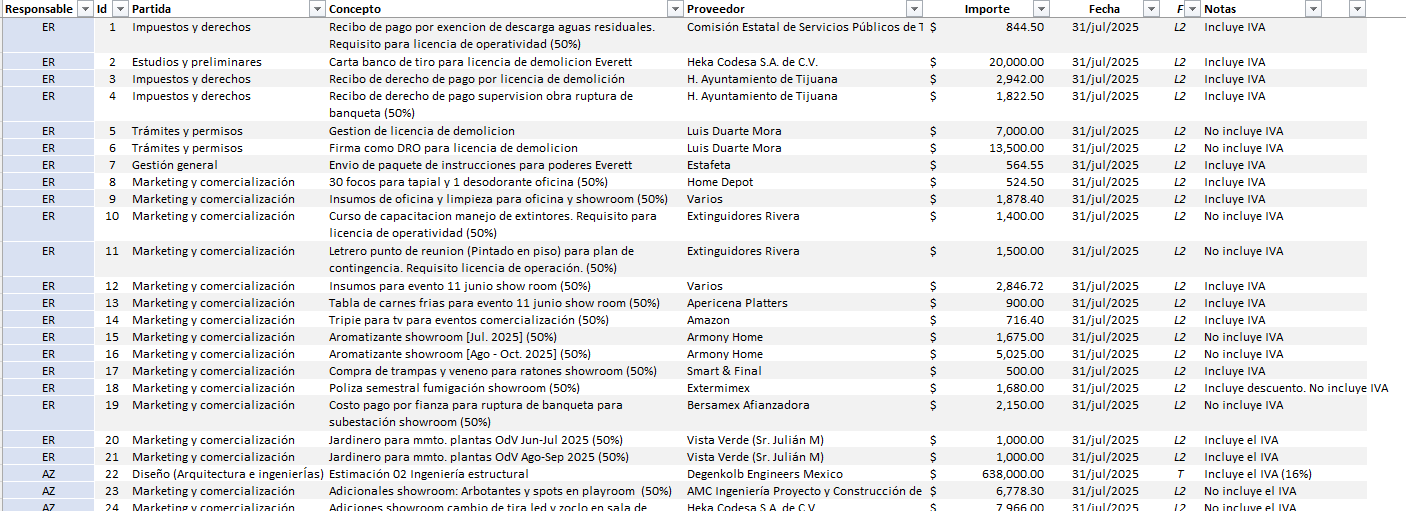 Responsable Id Partida Concepto Proveedor Importe Fecha F Notas
ER 1 Impuestos y derechos Recibo de pago por exencion de descarga aguas residuales. Comisión Estatal de Servicios Públicos de T $ 844.50 31/jul/2025 L2 Incluye IVA
Requisito para licencia de operatividad (50%)
ER 2 Estudios y preliminares Carta banco de tiro para licencia de demolicion Everett Heka Codesa S.A. de C.V. $ 20,000.00 31/jul/2025 L2 Incluye IVA
ER 3 Impuestos y derechos Recibo de derecho de pago por licencia de demolición H. Ayuntamiento de Tijuana $ 2,942.00 31/jul/2025 L2 Incluye IVA
ER 4 Impuestos y derechos Recibo de derecho de pago supervision obra ruptura de H. Ayuntamiento de Tijuana $ 1,822.50 31/jul/2025 L2 Incluye IVA
banqueta (50%)
ER 5 Trámites y permisos Gestion de licencia de demolicion Luis Duarte Mora $ 7,000.00 31/jul/2025 L2 No incluye IVA
ER 6 Trámites y permisos Firma como DRO para licencia de demolicion Luis Duarte Mora $ 13,500.00 31/jul/2025 L2 No incluye IVA
ER 7 Gestión general Envio de paquete de instrucciones para poderes Everett Estafeta $ 564.55 31/jul/2025 L2 Incluye IVA
ER 8 Marketing y comercialización 30 focos para tapial y 1 desodorante oficina (50%) Home Depot $ 524.50 31/jul/2025 L2 Incluye IVA
ER 9 Marketing y comercialización Insumos de oficina y limpieza para oficina y showroom (50%) Varios $ 1,878.40 31/jul/2025 L2 Incluye IVA
ER 10 Marketing y comercialización Curso de capacitacion manejo de extintores. Requisito para Extinguidores Rivera $ 1,400.00 31/jul/2025 L2 No incluye IVA
licencia de operatividad (50%)
ER 11 Marketing y comercialización Letrero punto de reunion (Pintado en piso) para plan de Extinguidores Rivera $ 1,500.00 31/jul/2025 L2 No incluye IVA
contingencia. Requisito licencia de operación. (50%)
ER 12 Marketing y comercialización Insumos para evento 11 junio show room (50%) Varios $ 2,846.72 31/jul/2025 L2 Incluye IVA
ER 13 Marketing y comercialización Tabla de carnes frias para evento 11 junio show room (50%) Apericena Platters $ 900.00 31/jul/2025 L2 Incluye IVA
ER 14 Marketing y comercialización Tripie para tv para eventos comercialización (50%) Amazon $ 716.40 31/jul/2025 L2 Incluye IVA
ER 15 Marketing y comercialización Aromatizante showroom [Jul. 2025] (50%) Armony Home $ 1,675.00 31/jul/2025 L2 No incluye IVA
ER 16 Marketing y comercialización Aromatizante showroom [Ago - Oct. 2025] (50%) Armony Home $ 5,025.00 31/jul/2025 L2 No incluye IVA
ER 17 Marketing y comercialización Compra de trampas y veneno para ratones showroom (50%) Smart & Final $ 500.00 31/jul/2025 L2 Incluye IVA
ER 18 Marketing y comercialización Poliza semestral fumigación showroom (50%) Extermimex $ 1,680.00 31/jul/2025 L2 Incluye descuento. No incluye IVA
ER 19 Marketing y comercialización Costo pago por fianza para ruptura de banqueta para Bersamex Afianzadora $ 2,150.00 31/jul/2025 L2 No incluye IVA
subestación showroom (50%)
ER 20 Marketing y comercialización Jardinero para mmto. plantas OdV Jun-Jul 2025 (50%) Vista Verde (Sr. Julián M) $ 1,000.00 31/jul/2025 L2 Incluye el IVA
ER 21 Marketing y comercialización Jardinero para mmto. plantas OdV Ago-Sep 2025 (50%) Vista Verde (Sr. Julián M) $ 1,000.00 31/jul/2025 L2 Incluye el IVA
AZ 22 Diseño (Arquitectura e ingenierÍas) Estimación 02 Ingeniería estructural Degenkolb Engineers Mexico $ 638,000.00 31/jul/2025 T Incluye el IVA (16%)
AZ 23 Marketing y comercialización Adicionales showroom: Arbotantes y spots en playroom (50%) AMC Ingeniería Proyecto y Construcción de $ 6,778.30 31/jul/2025 L2 No incluye el IVA
AZ 24 Marketing y comercialización Adiciones showroom cambio de tira led y zoclo en sala de Heka Codesa S.A. de C.V. $ 7,966.00 31/jul/2025 L2 No incluye el IVA